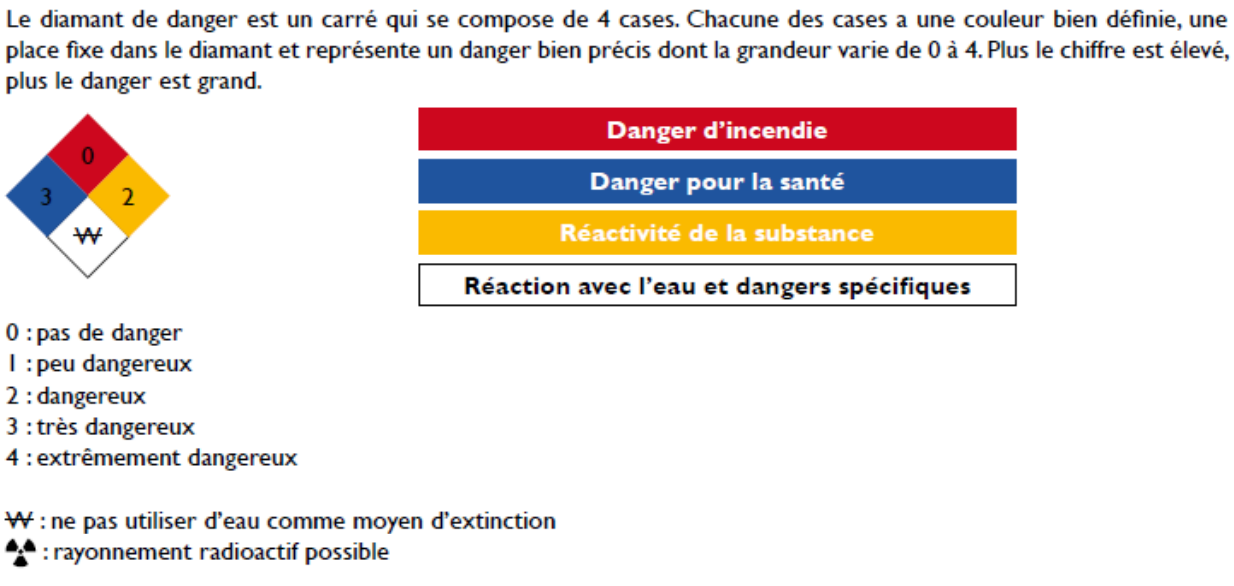 Le diamant de danger est un carré qui se compose de 4 cases. Chacune des cases a une couleur bien définie, une
place fixe dans le diamant et représente un danger bien précis dont la grandeur varie de 0 à 4. Plus le chiffre est élevé,
plus le danger est grand.
0
3 2
W
Danger d'incendie
Danger pour la santé
Réactivité de la substance
Réaction avec l'eau et dangers spécifiques
0 : pas de danger
1 : peu dangereux
2 : dangereux
3 : très dangereux
4 : extrêmement dangereux
W : ne pas utiliser d'eau comme moyen d'extinction
☢ : rayonnement radioactif possible